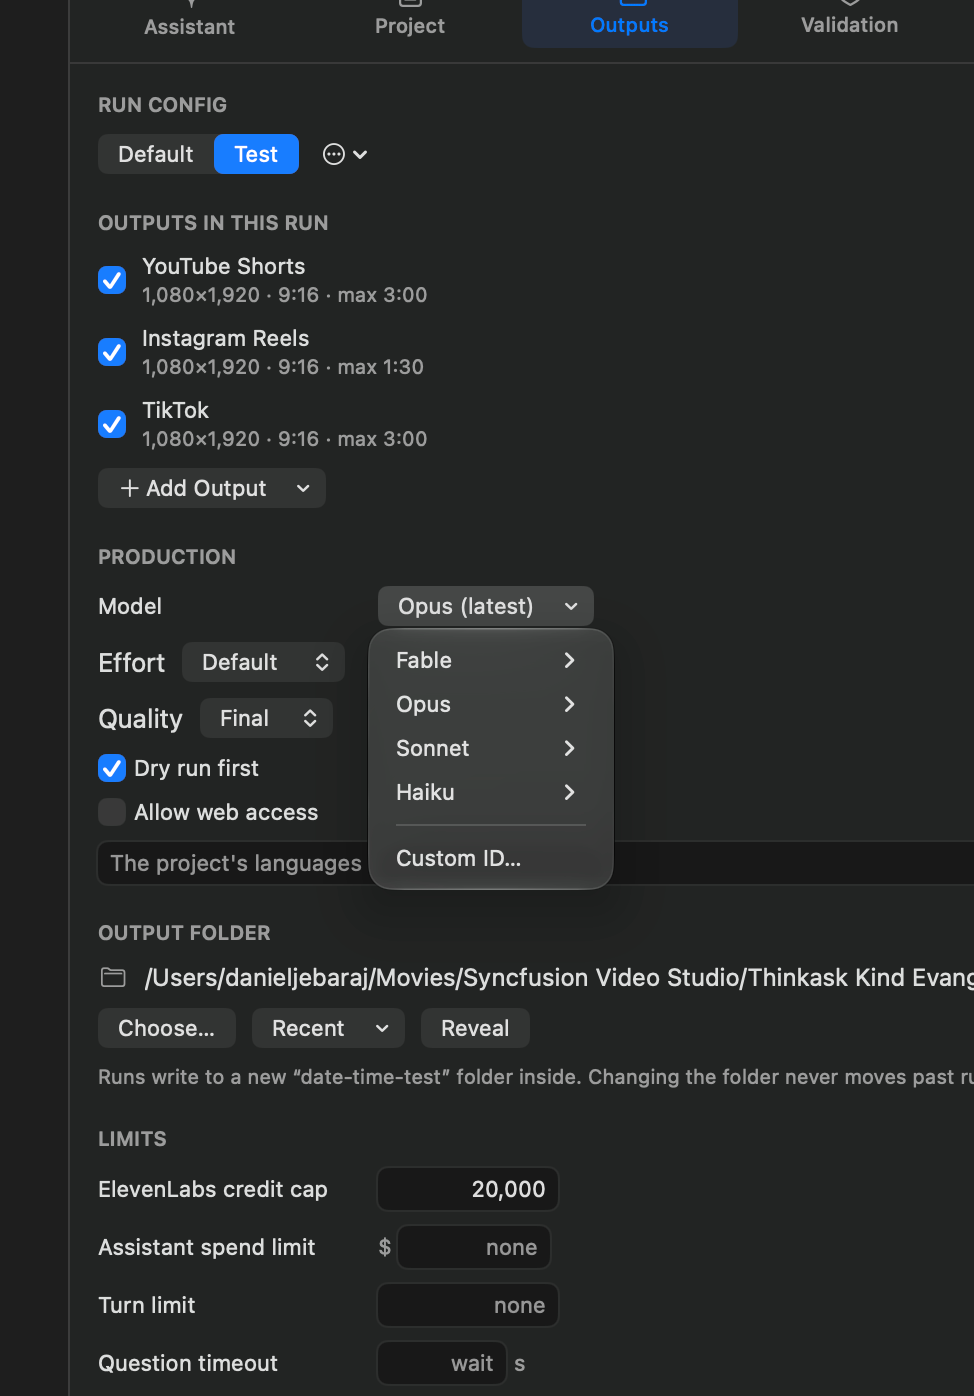 Assistant
Project
Outputs
Validation
RUN CONFIG
Default
Test
OUTPUTS IN THIS RUN
YouTube Shorts
1,080×1,920 · 9:16 · max 3:00
Instagram Reels
1,080×1,920 · 9:16 · max 1:30
TikTok
1,080×1,920 · 9:16 · max 3:00
+ Add Output
PRODUCTION
Model
Opus (latest)
Fable
Effort
Default
Opus
Quality
Final
Sonnet
Dry run first
Haiku
Allow web access
The project's languages
Custom ID...
OUTPUT FOLDER
/Users/danieljebaraj/Movies/Syncfusion Video Studio/Thinkask Kind Evang
Choose...
Recent
Reveal
Runs write to a new “date-time-test” folder inside. Changing the folder never moves past ru
LIMITS
ElevenLabs credit cap
20,000
Assistant spend limit
$ none
Turn limit
none
Question timeout
wait s